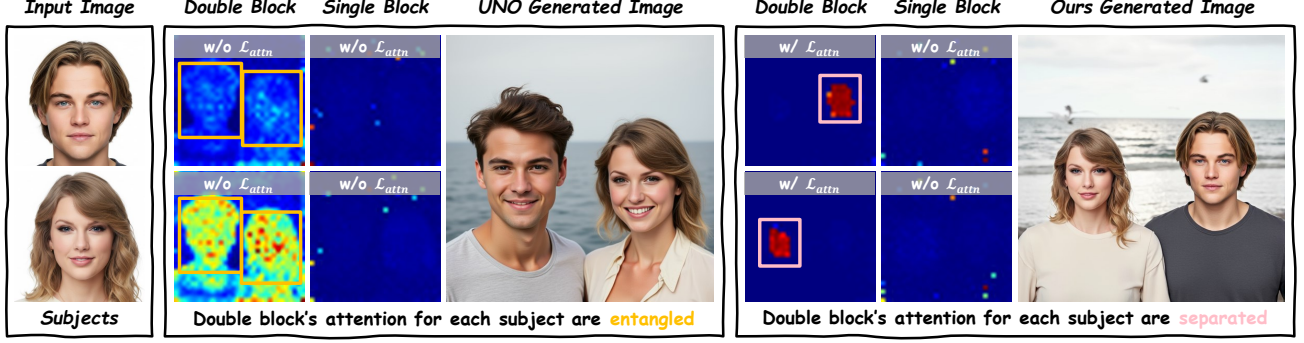 Input Image
Double Block Single Block UNO Generated Image
Double Block Single Block Ours Generated Image
w/o ℒattn w/o ℒattn
w/ ℒattn w/o ℒattn
w/o ℒattn w/o ℒattn
w/ ℒattn w/o ℒattn
Subjects
Double block's attention for each subject are entangled
Double block's attention for each subject are separated